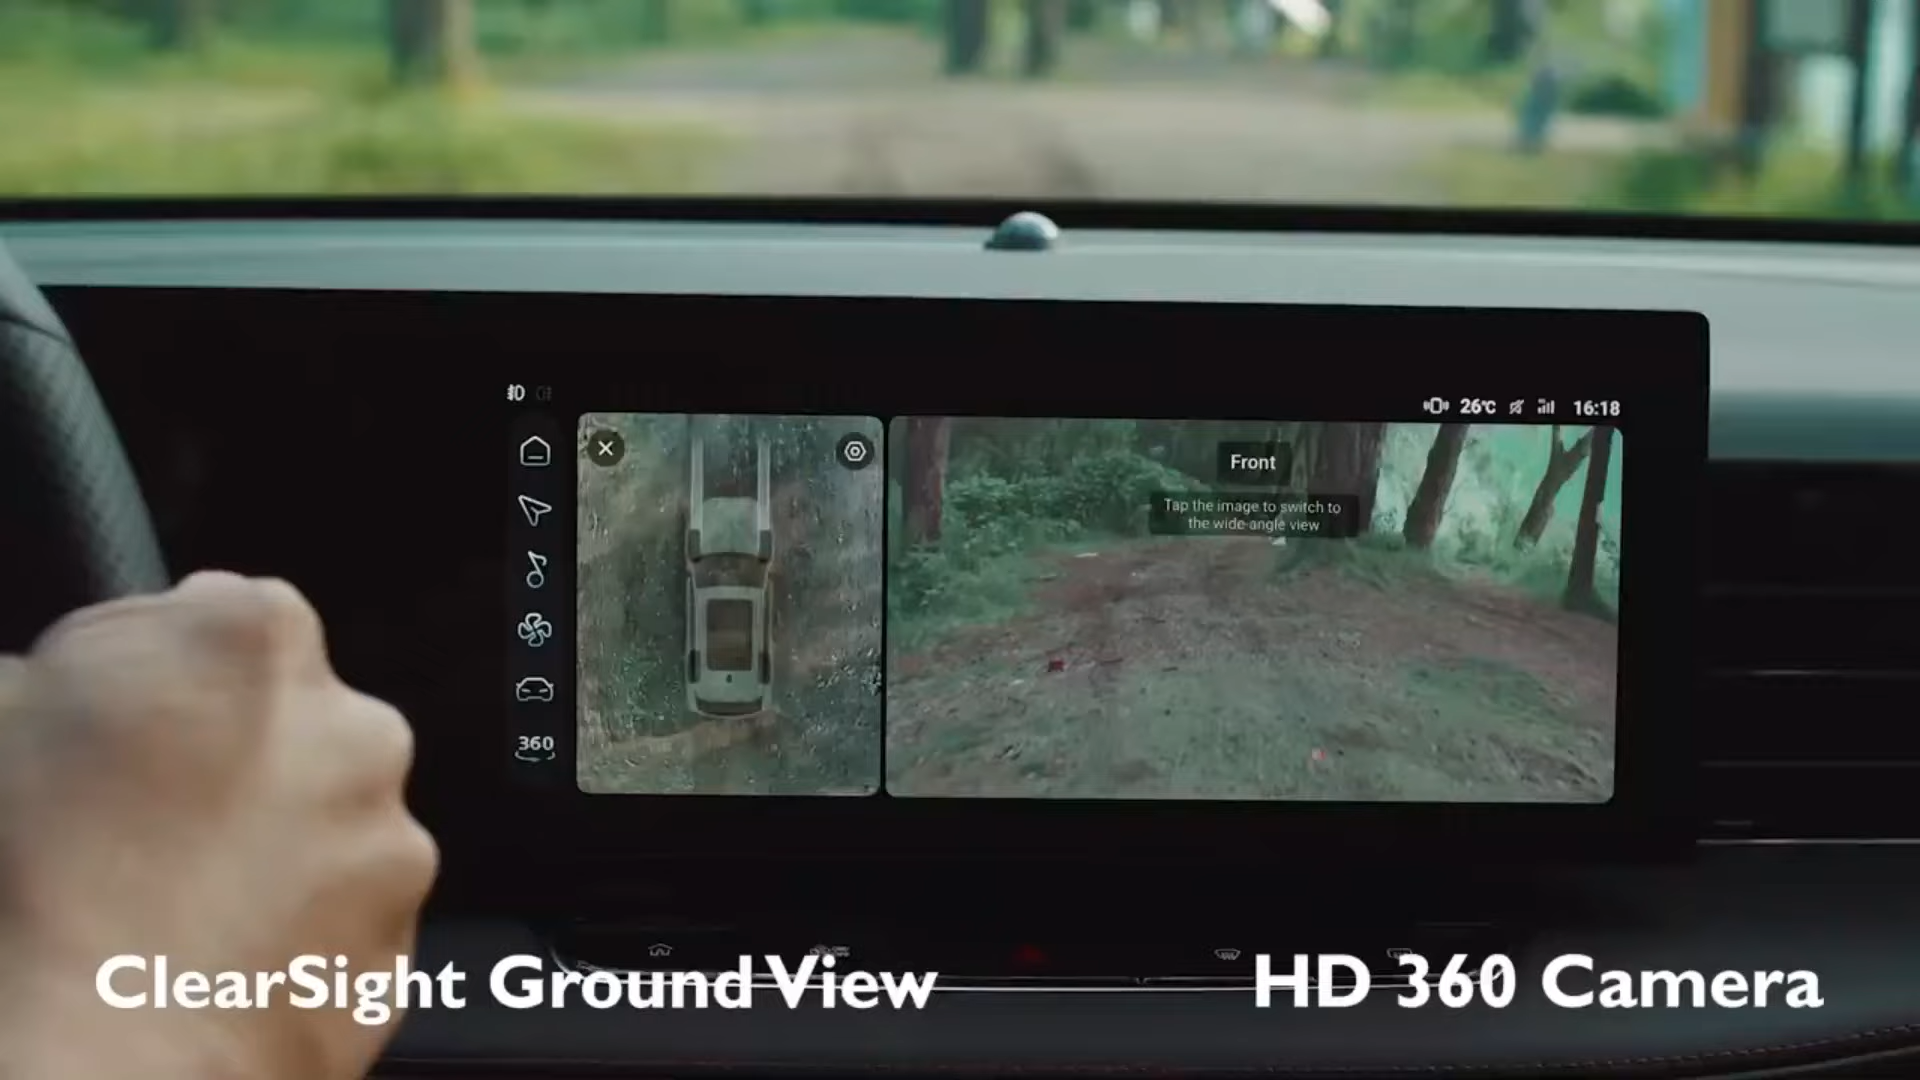 26℃ 16:18
Front
Tap the image to switch to
the wide-angle view
360
ClearSight Ground View
HD 360 Camera